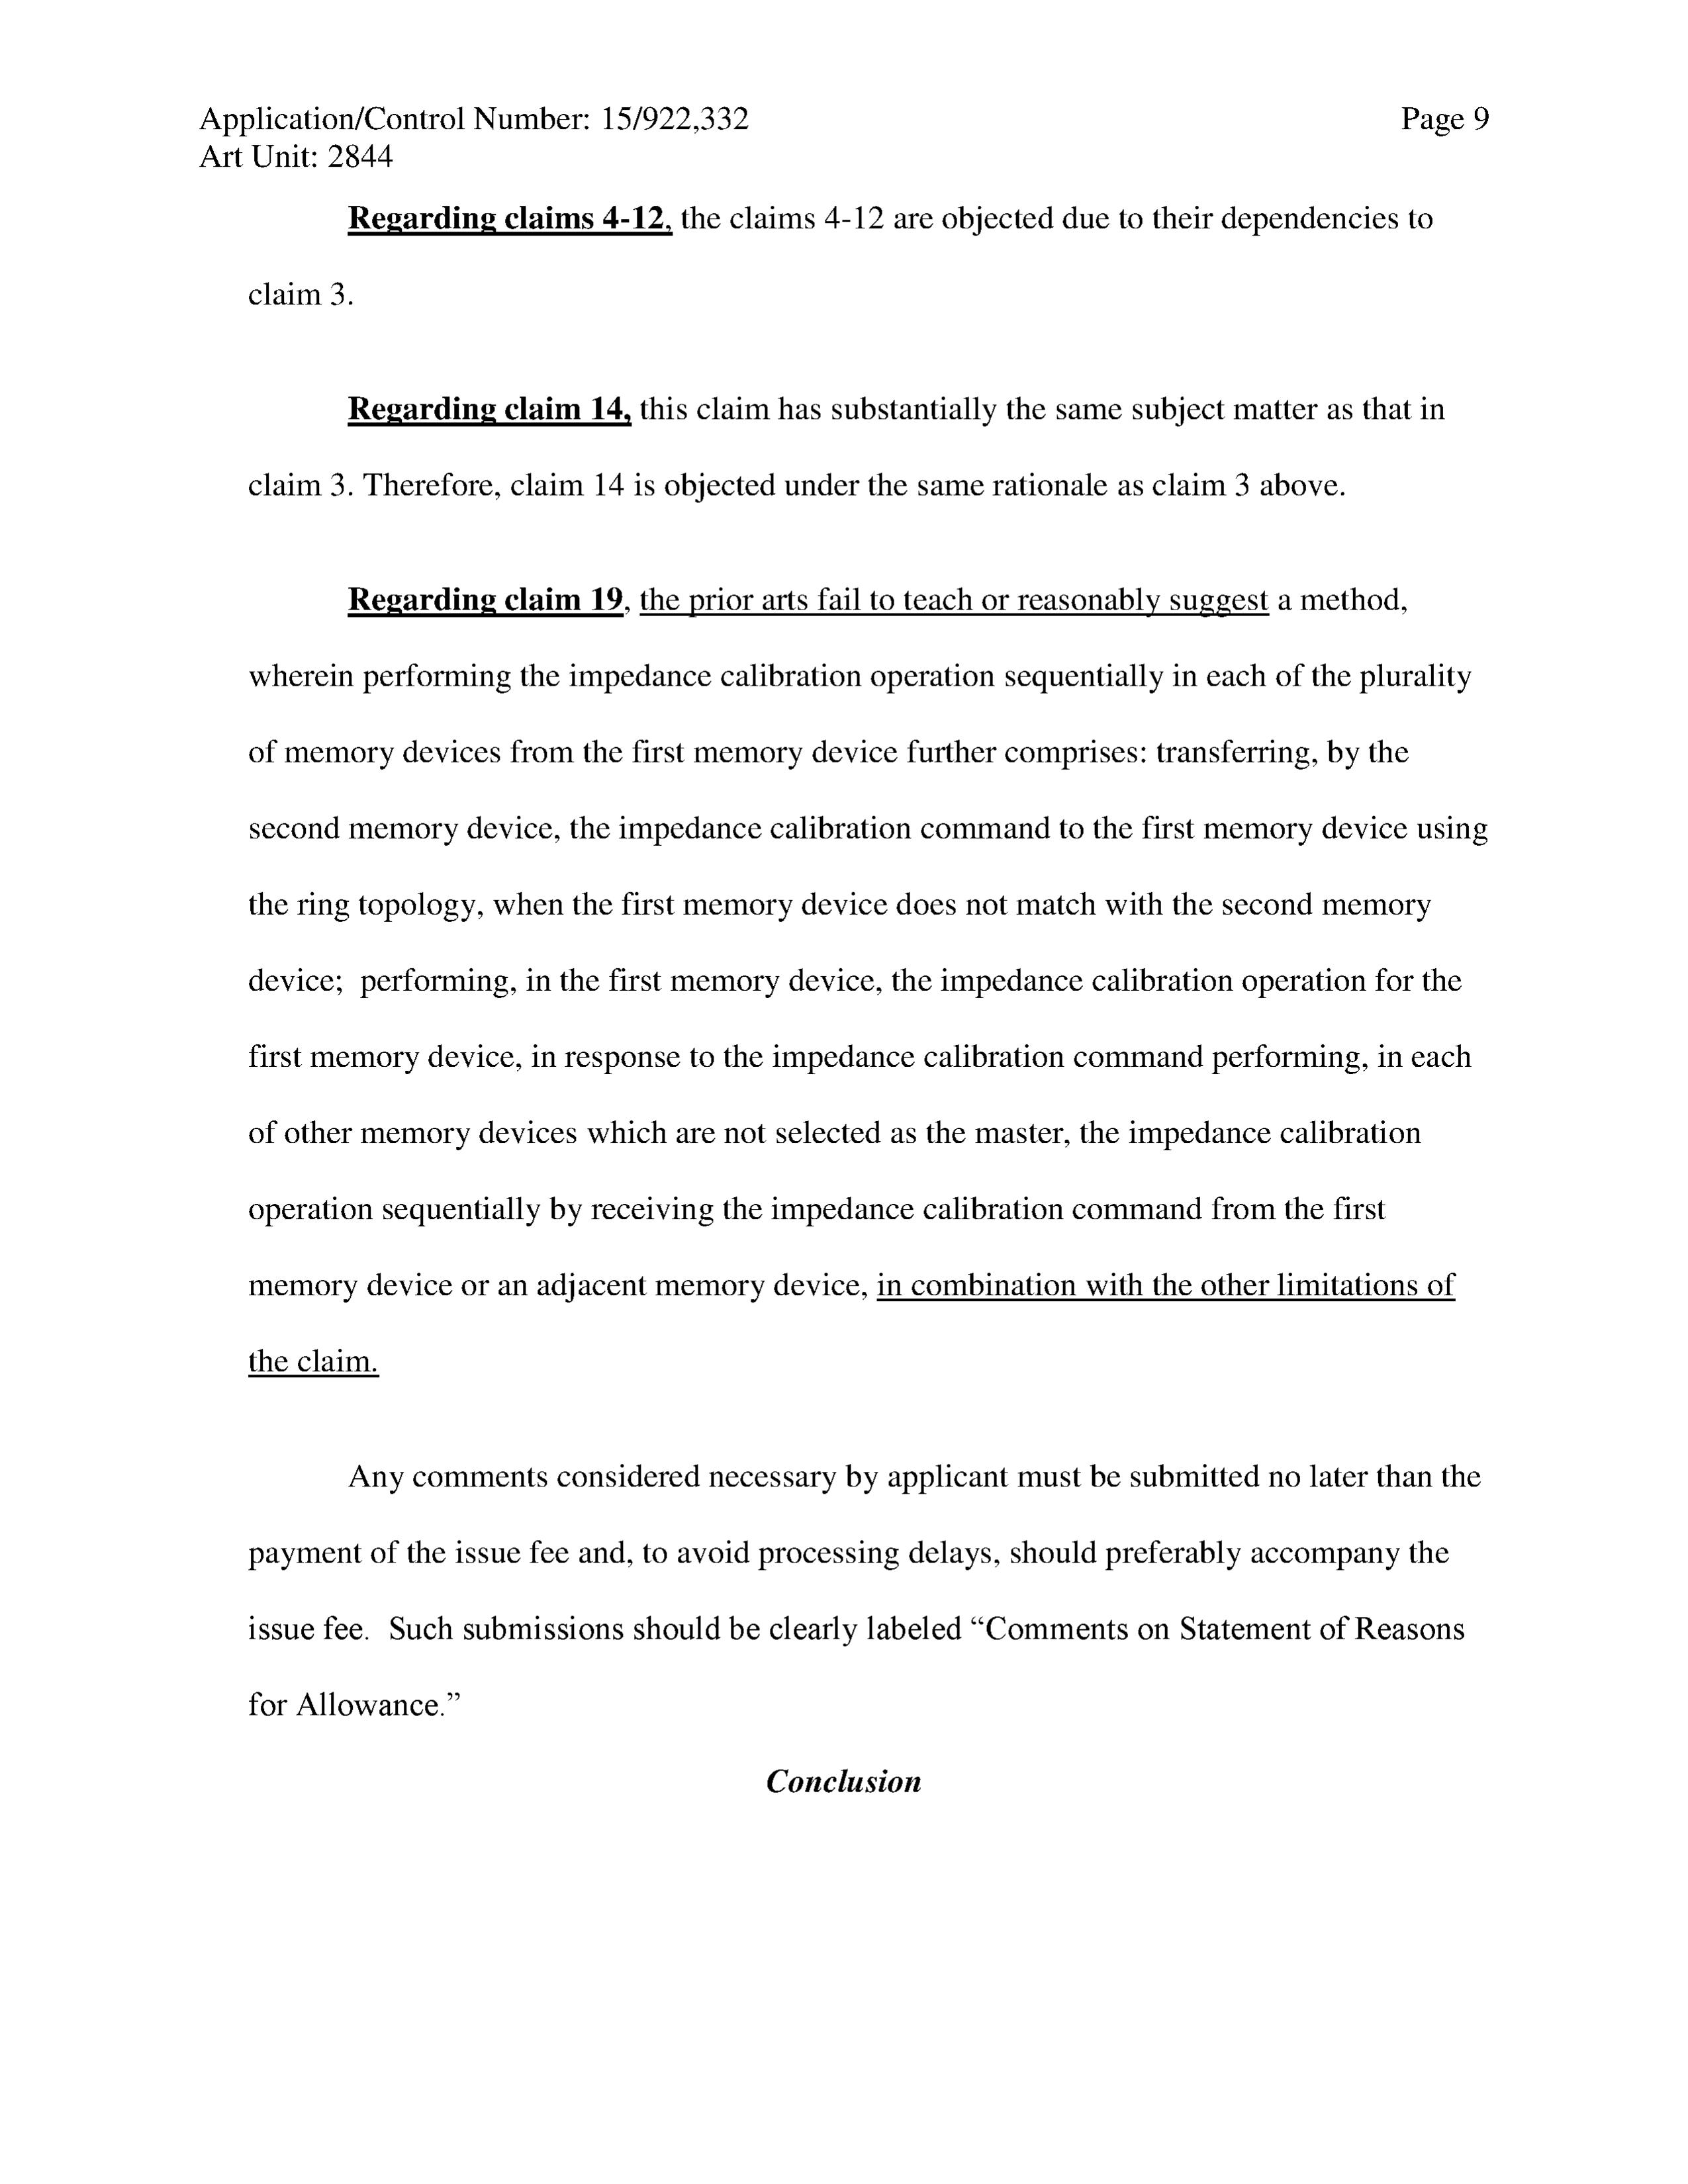 Application/Control Number: 15/922,332 Page 9
Art Unit: 2844
Regarding claims 4-12, the claims 4-12 are objected due to their dependencies to
claim 3.
Regarding claim 14, this claim has substantially the same subject matter as that in
claim 3. Therefore, claim 14 is objected under the same rationale as claim 3 above.
Regarding claim 19, the prior arts fail to teach or reasonably suggest a method,
wherein performing the impedance calibration operation sequentially in each of the plurality
of memory devices from the first memory device further comprises: transferring, by the
second memory device, the impedance calibration command to the first memory device using
the ring topology, when the first memory device does not match with the second memory
device;  performing, in the first memory device, the impedance calibration operation for the
first memory device, in response to the impedance calibration command performing, in each
of other memory devices which are not selected as the master, the impedance calibration
operation sequentially by receiving the impedance calibration command from the first
memory device or an adjacent memory device, in combination with the other limitations of
the claim.
Any comments considered necessary by applicant must be submitted no later than the
payment of the issue fee and, to avoid processing delays, should preferably accompany the
issue fee.  Such submissions should be clearly labeled “Comments on Statement of Reasons
for Allowance.”
Conclusion